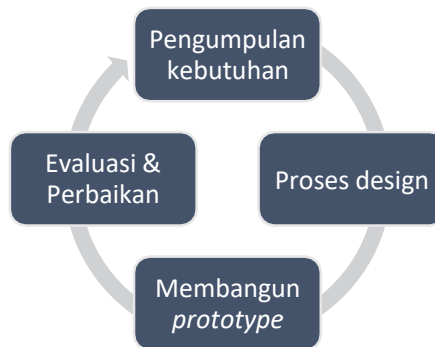 Pengumpulan
kebutuhan
Proses design
Membangun
prototype
Evaluasi &
Perbaikan